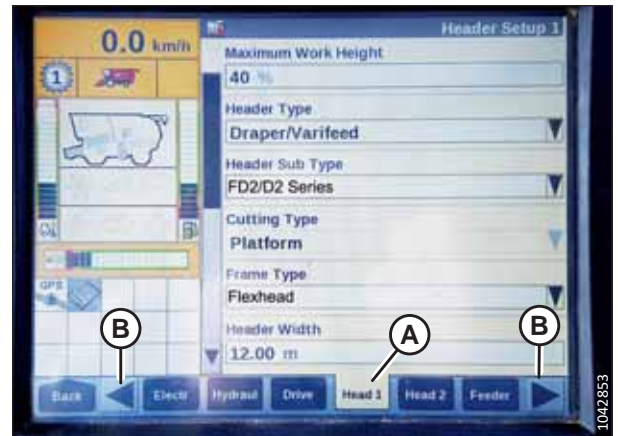 0.0 km/h
Header Setup 1
Maximum Work Height
40 %
1
Header Type
Draper/Varifeed
Header Sub Type
FD2/D2 Series
Cutting Type
Platform
Frame Type
Flexhead
GPS
Header Width
12.00 m
B
A
B
Back
Electr
Hydraul
Drive
Head 1
Head 2
Feeder
1042853